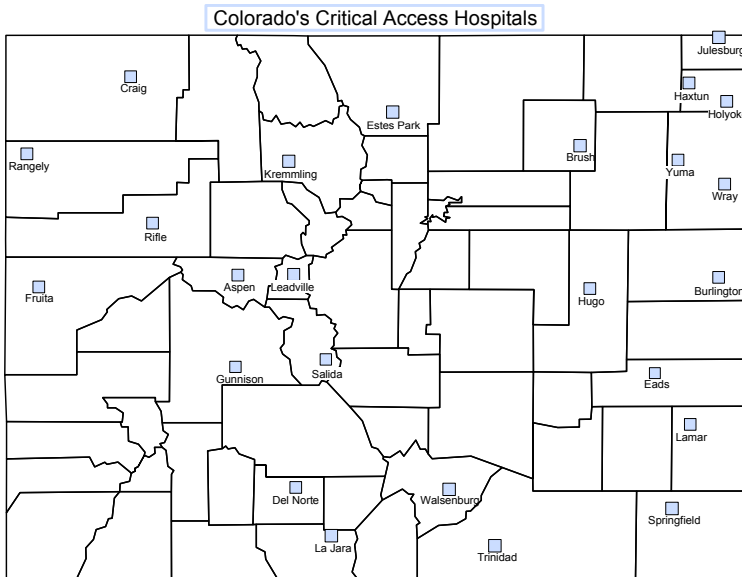 Colorado's Critical Access Hospitals
Julesburg
Craig
Haxtun
Holyok
Estes Park
Brush
Rangely
Kremmling
Yuma
Wray
Rifle
Aspen
Leadville
Fruita
Hugo
Burlington
Gunnison
Salida
Eads
Lamar
Del Norte
Walsenburg
Springfield
La Jara
Trinidad